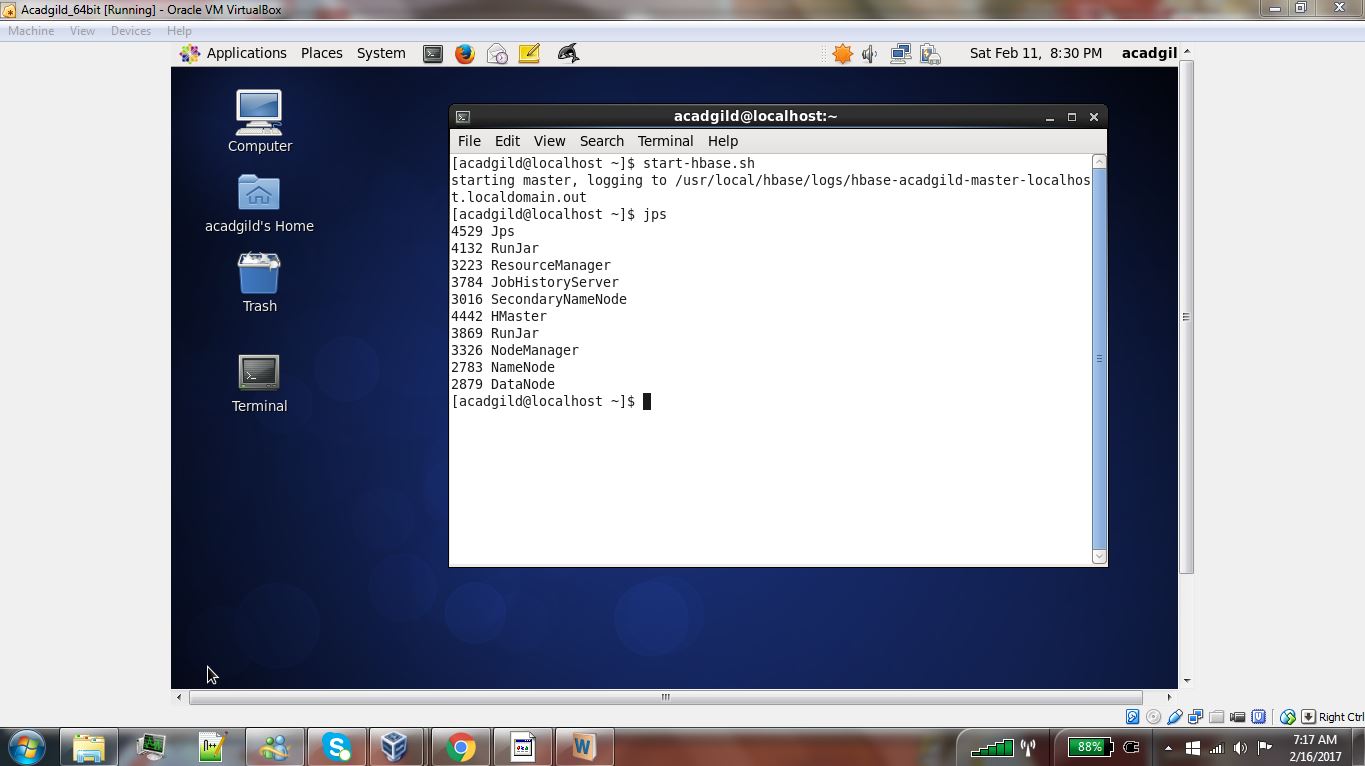 Acadgild_64bit [Running] - Oracle VM VirtualBox
Machine View Devices Help
Applications Places System
Sat Feb 11, 8:30 PM acadgil
Computer
acadgild's Home
Trash
Terminal
acadgild@localhost:~
File Edit View Search Terminal Help
[acadgild@localhost ~]$ start-hbase.sh
starting master, logging to /usr/local/hbase/logs/hbase-acadgild-master-localhos
t.localdomain.out
[acadgild@localhost ~]$ jps
4529 Jps
4132 RunJar
3223 ResourceManager
3784 JobHistoryServer
3016 SecondaryNameNode
4442 HMaster
3869 RunJar
3326 NodeManager
2783 NameNode
2879 DataNode
[acadgild@localhost ~]$
Right Ctrl
88%
7:17 AM
2/16/2017